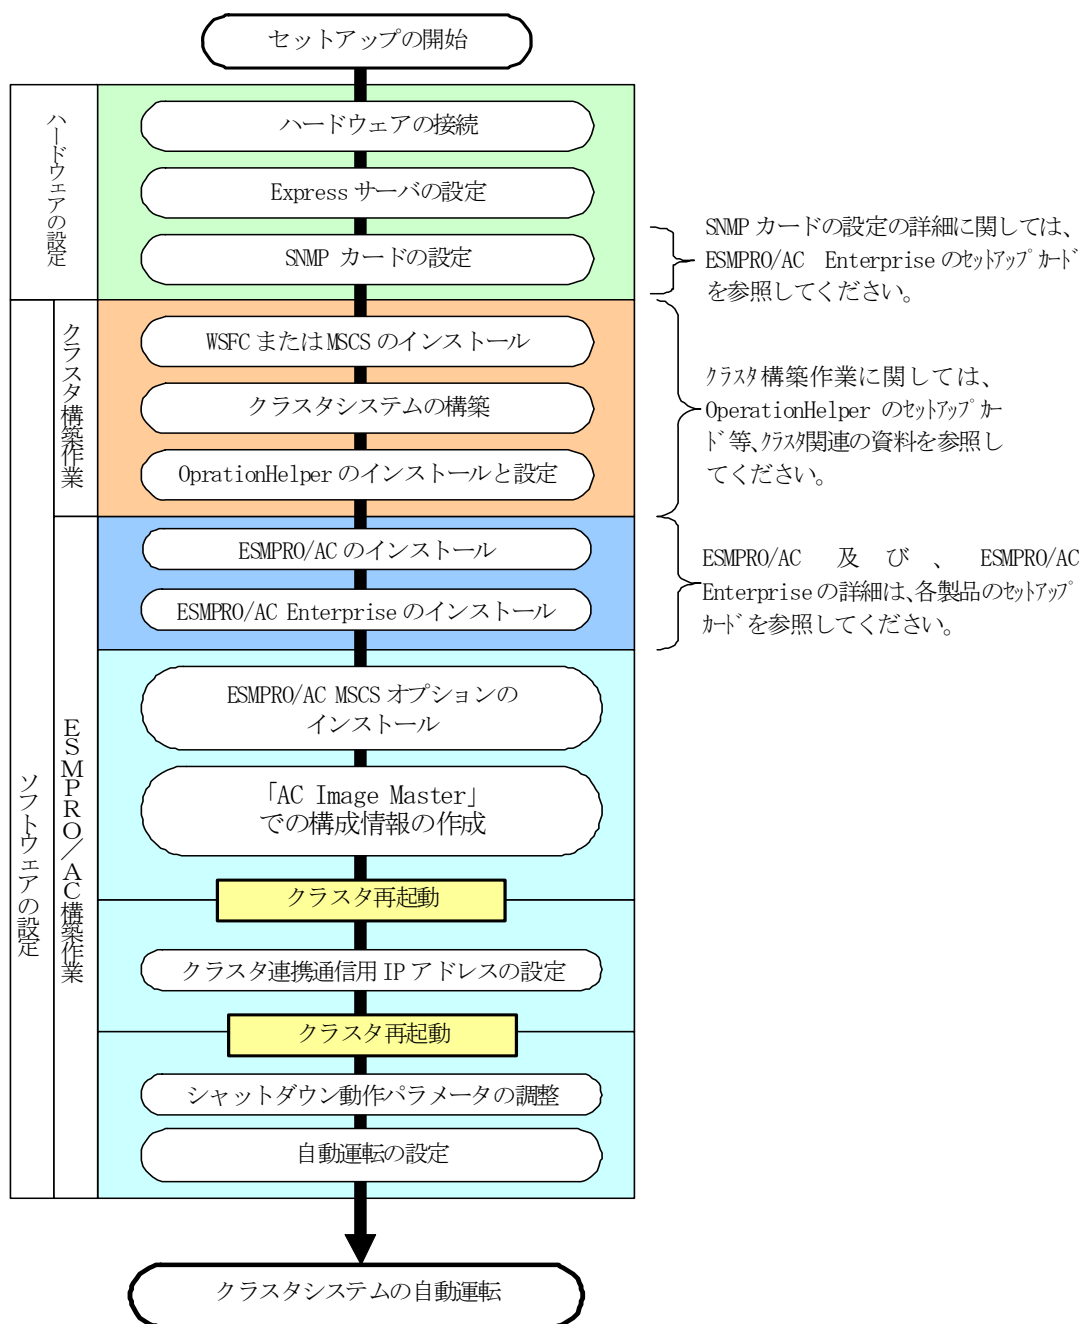 セットアップの開始
ハードウェアの設定
ハードウェアの接続
Express サーバの設定
SNMP カードの設定
SNMP カードの設定の詳細に関しては、
ESMPRO/AC Enterprise のセットアップカード
を参照してください。
ソフトウェアの設定
クラスタ構築作業
WSFC または MSCS のインストール
クラスタシステムの構築
OprationHelper のインストールと設定
クラスタ構築作業に関しては、
OperationHelper のセットアップカー
ド等、クラスタ関連の資料を参照し
てください。
ESMPRO/AC構築作業
ESMPRO/AC のインストール
ESMPRO/AC Enterprise のインストール
ESMPRO/AC 及び、ESMPRO/AC
Enterprise の詳細は、各製品のセットアップ
カードを参照してください。
ESMPRO/AC MSCS オプションの
インストール
「AC Image Master」
での構成情報の作成
クラスタ再起動
クラスタ連携通信用 IP アドレスの設定
クラスタ再起動
シャットダウン動作パラメータの調整
自動運転の設定
クラスタシステムの自動運転